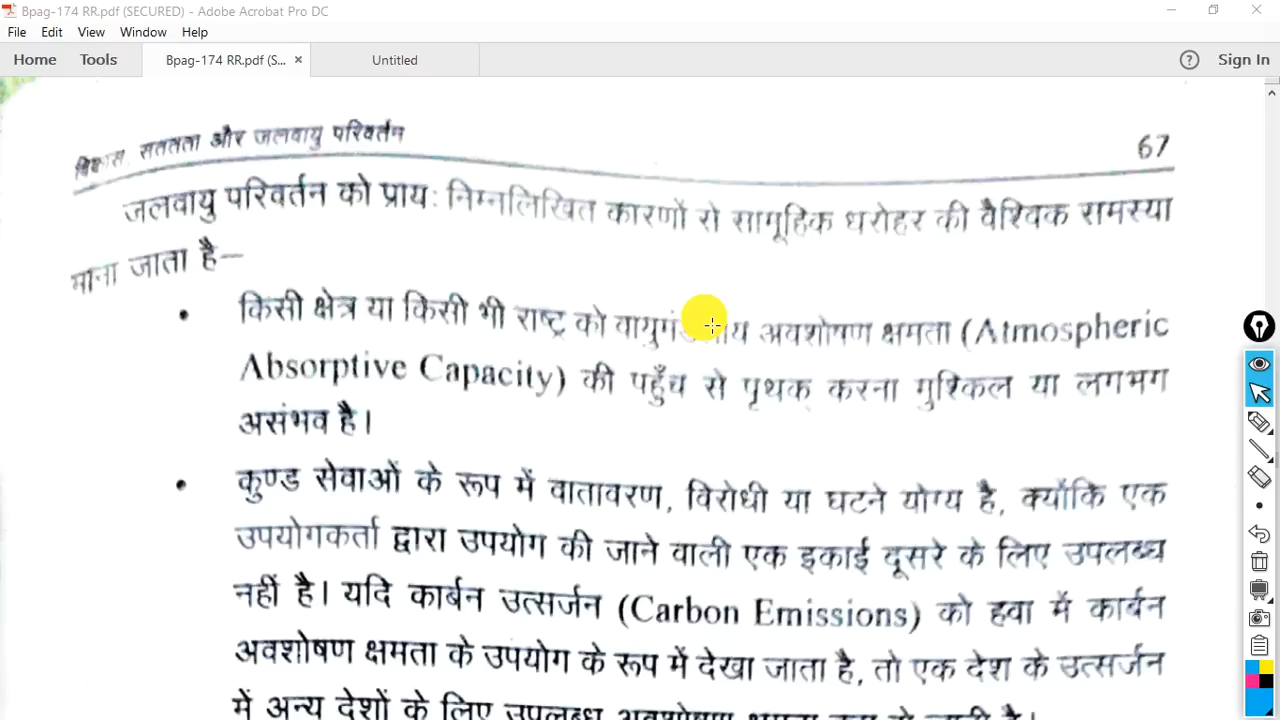 Bpag-174 RR.pdf (SECURED) - Adobe Acrobat Pro DC
File Edit View Window Help
Home Tools Bpag-174 RR.pdf (S... × Untitled ? Sign In
विकास, सततता और जलवायु परिवर्तन 67
जलवायु परिवर्तन को प्राय: निम्नलिखित कारणों से सामूहिक धरोहर की वैश्विक समस्या
माना जाता है—
• किसी क्षेत्र या किसी भी राष्ट्र को अवशोषण क्षमता (Atmospheric
Absorptive Capacity) की पहुँच से पृथक करना मुश्किल या लगभग
असंभव है।
• कुण्ड सेवाओं के रूप में वातावरण, विरोधी या घटने योग्य है, क्योंकि एक
उपयोगकर्ता द्वारा उपयोग की जाने वाली एक इकाई दूसरे के लिए उपलब्ध
नहीं है। यदि कार्बन उत्सर्जन (Carbon Emissions) को हवा में कार्बन
अवशोषण क्षमता के उपयोग के रूप में देखा जाता है, तो एक देश के उत्सर्जन
में अन्य देशों के लिए उपलब्ध अवशोषण क्षमता कम हो जाती है।